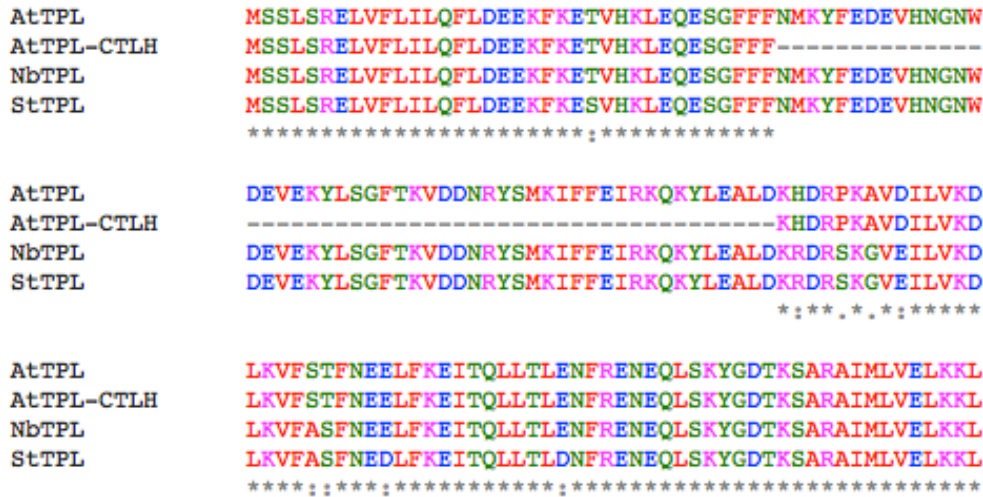 AtTPL MSSLSRELVFLILQFLDEEKFKETVHKLEQESGFFFNMKYFEDEVHNGNW
AtTPL-CTLH MSSLSRELVFLILQFLDEEKFKETVHKLEQESGFFF--------------
NbTPL MSSLSRELVFLILQFLDEEKFKETVHKLEQESGFFFNMKYFEDEVHNGNW
StTPL MSSLSRELVFLILQFLDEEKFKESVHKLEQESGFFFNMKYFEDEVHNGNW
***********************:************
AtTPL DEVEKYLSGFTKVDDNRYSMKIFFEIRKQKYLEALDKHDRPKAVDILVKD
AtTPL-CTLH ------------------------------------KHDRPKAVDILVKD
NbTPL DEVEKYLSGFTKVDDNRYSMKIFFEIRKQKYLEALDKRDRSKGVDILVKD
StTPL DEVEKYLSGFTKVDDNRYSMKIFFEIRKQKYLEALDKRDRSKGVEILVKD
*:**.*.*:*****
AtTPL LKVFSTFNEELFKEITQLLTLENFRENEQLSKYGDTKSARAIMLVELKKL
AtTPL-CTLH LKVFSTFNEELFKEITQLLTLENFRENEQLSKYGDTKSARAIMLVELKKL
NbTPL LKVFASFNEELFKEITQLLTLENFRENEQLSKYGDTKSARAIMLVELKKL
StTPL LKVFASFNEDLFKEITQLLTLDNFRENEQLSKYGDTKSARAIMLVELKKL
****::***:***********:****************************